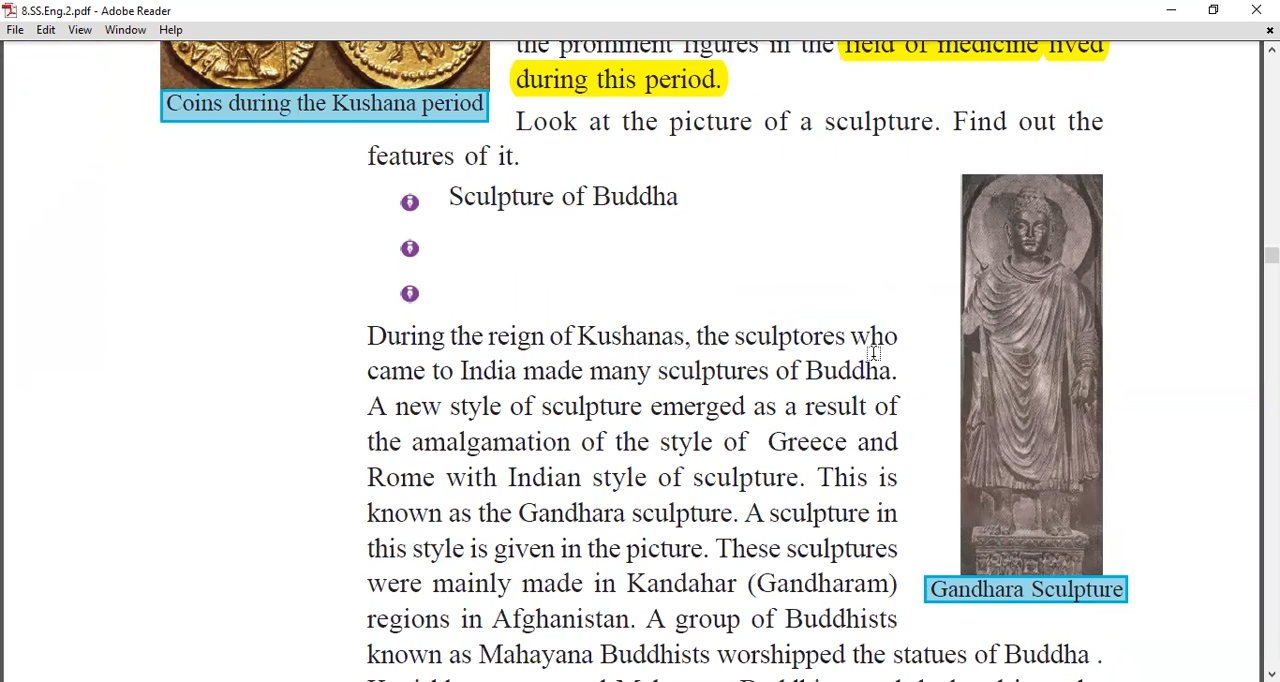 8.SS.Eng.2.pdf - Adobe Reader
File Edit View Window Help
the prominent figures in the field of medicine lived
during this period.
Coins during the Kushana period
Look at the picture of a sculpture. Find out the
features of it.
Sculpture of Buddha
During the reign of Kushanas, the sculptores who
came to India made many sculptures of Buddha.
A new style of sculpture emerged as a result of
the amalgamation of the style of Greece and
Rome with Indian style of sculpture. This is
known as the Gandhara sculpture. A sculpture in
this style is given in the picture. These sculptures
were mainly made in Kandahar (Gandharam)
regions in Afghanistan. A group of Buddhists
known as Mahayana Buddhists worshipped the statues of Buddha .
Gandhara Sculpture